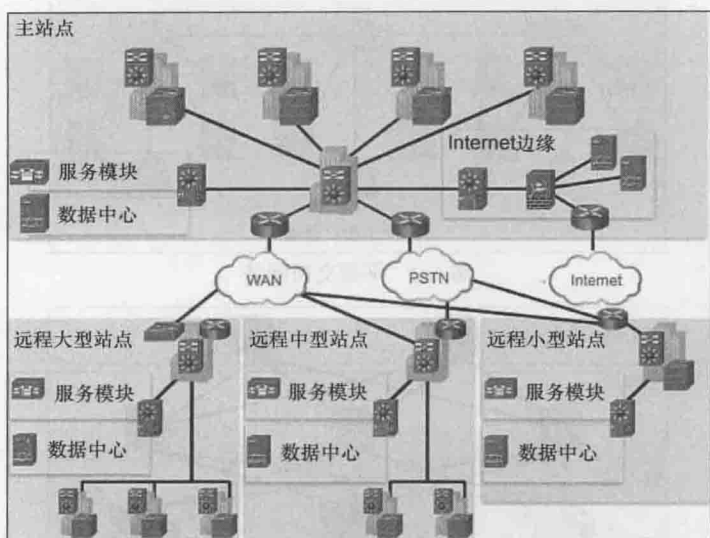 主站点
Internet边缘
服务模块
数据中心
WAN
PSTN
Internet
远程大型站点
远程中型站点
远程小型站点
服务模块
服务模块
服务模块
数据中心
数据中心
数据中心